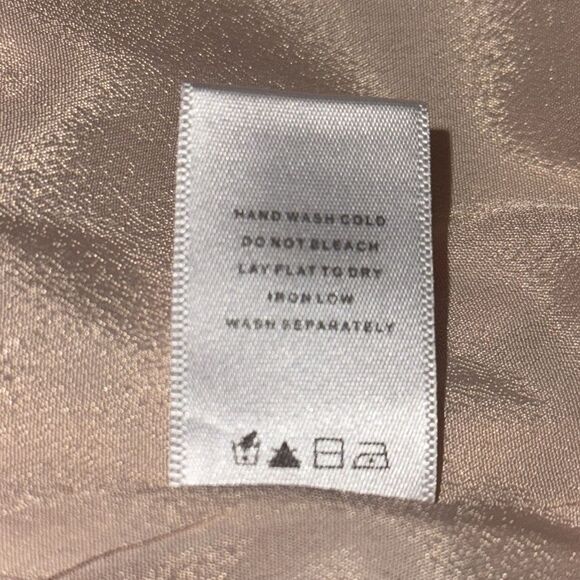 HAND WASH COLD
DO NOT BLEACH
LAY FLAT TO DRY
IRON LOW
WASH SEPARATELY